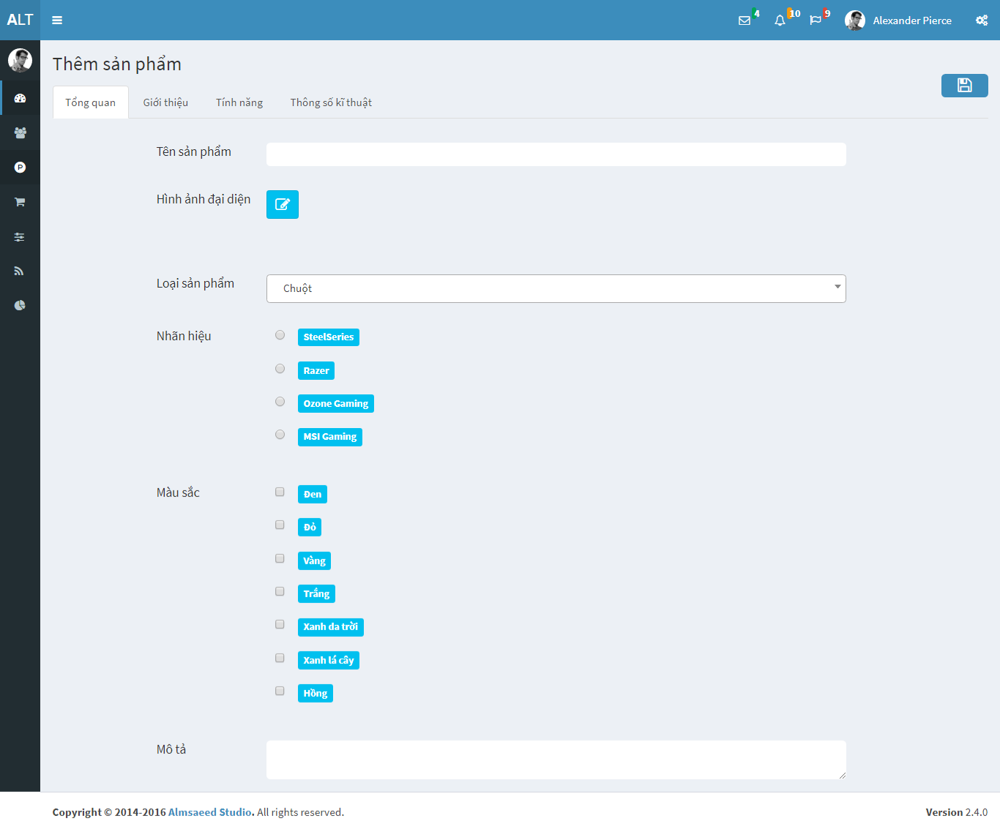 ALT
4
10
9
Alexander Pierce
Thêm sản phẩm
Tổng quan
Giới thiệu
Tính năng
Thông số kĩ thuật
P
Tên sản phẩm
Hình ảnh đại diện
Loại sản phẩm
Chuột
Nhãn hiệu
SteelSeries
Razer
Ozone Gaming
MSI Gaming
Màu sắc
Đen
Đỏ
Vàng
Trắng
Xanh da trời
Xanh lá cây
Hồng
Mô tả
Copyright © 2014-2016 Almsaeed Studio. All rights reserved.
Version 2.4.0